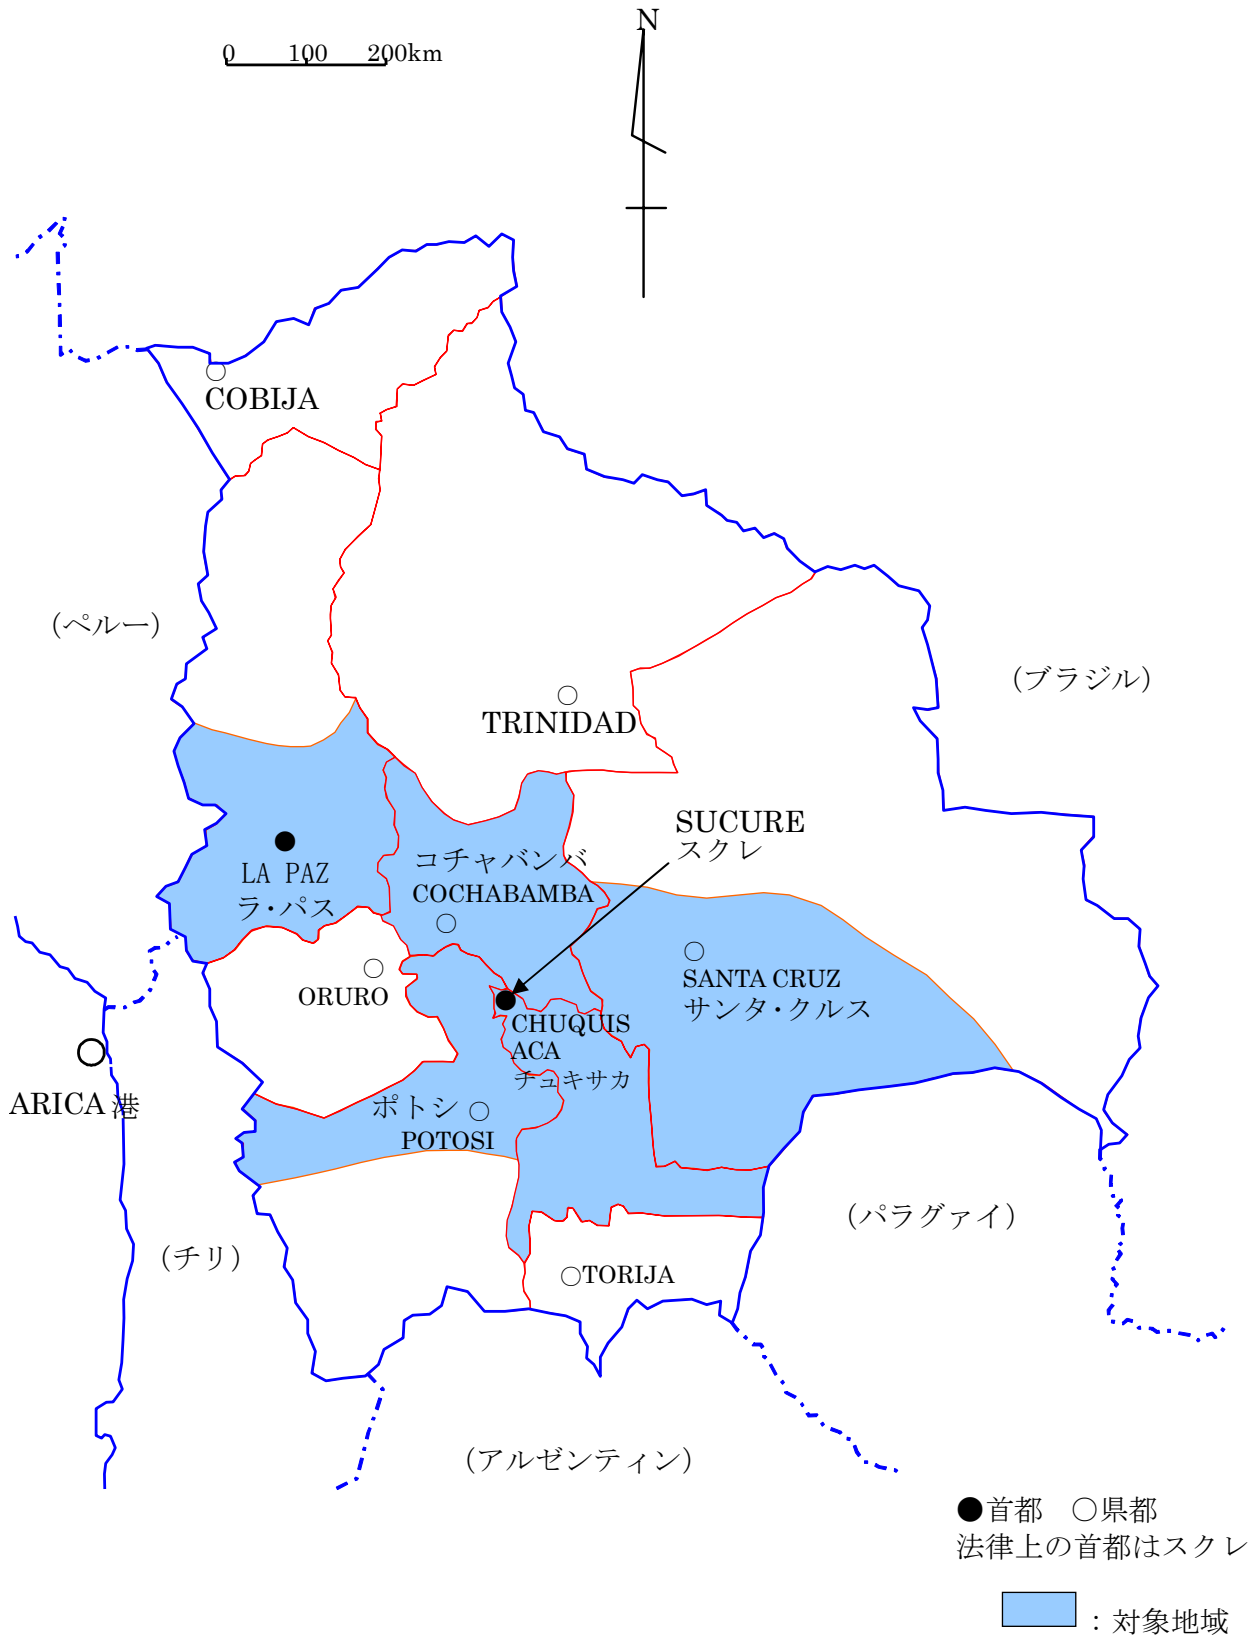 N
0 100 200km
COBIJA
(ペルー)
(ブラジル)
TRINIDAD
SUCURE
スクレ
コチャバンバ
COCHABAMBA
LA PAZ
ラ・パス
SANTA CRUZ
サンタ・クルス
ORURO
CHUQUIS
ACA
チュキサカ
ARICA 港
ポトシ
POTOSI
(パラグァイ)
(チリ)
TORIJA
(アルゼンティン)
●首都 ○県都
法律上の首都はスクレ
：対象地域